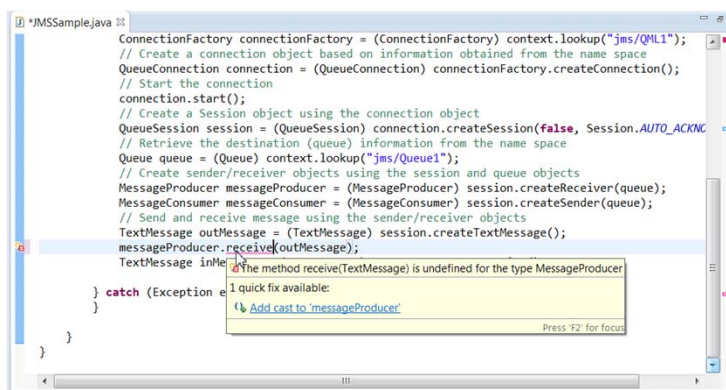 *JMSSample.java
ConnectionFactory connectionFactory = (ConnectionFactory) context.lookup("jms/QML1");
// Create a connection object based on information obtained from the name space
QueueConnection connection = (QueueConnection) connectionFactory.createConnection();
// Start the connection
connection.start();
// Create a Session object using the connection object
QueueSession session = (QueueSession) connection.createSession(false, Session.AUTO_ACKNO
// Retrieve the destination (queue) information from the name space
Queue queue = (Queue) context.lookup("jms/Queue1");
// Create sender/receiver objects using the session and queue objects
MessageProducer messageProducer = (MessageProducer) session.createReceiver(queue);
MessageConsumer messageConsumer = (MessageConsumer) session.createSender(queue);
// Send and receive message using the sender/receiver objects
TextMessage outMessage = (TextMessage) session.createTextMessage();
messageProducer.receive(outMessage);
TextMessage inMe
The method receive(TextMessage) is undefined for the type MessageProducer
} catch (Exception e
1 quick fix available:
}
Add cast to 'messageProducer'
Press 'F2' for focus
}
}